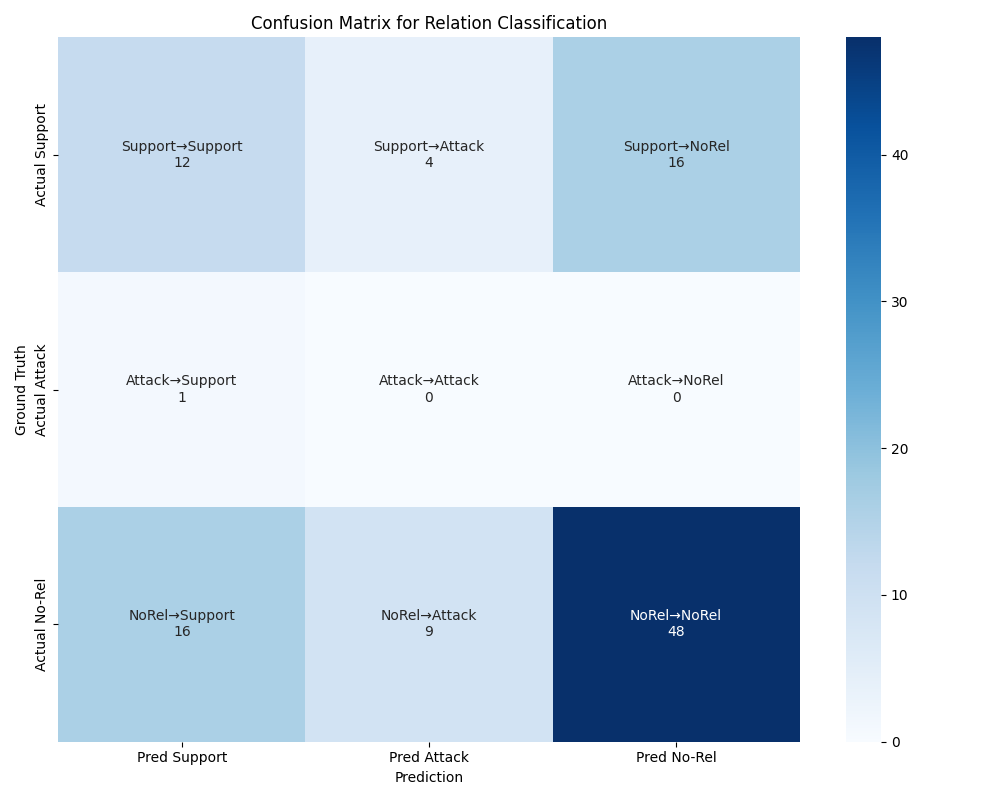 Confusion Matrix for Relation Classification
Ground Truth
Actual Support
Support→Support
12
Support→Attack
4
Support→NoRel
16
Actual Attack
Attack→Support
1
Attack→Attack
0
Attack→NoRel
0
Actual No-Rel
NoRel→Support
16
NoRel→Attack
9
NoRel→NoRel
48
Pred Support
Pred Attack
Pred No-Rel
Prediction
40
30
20
10
0